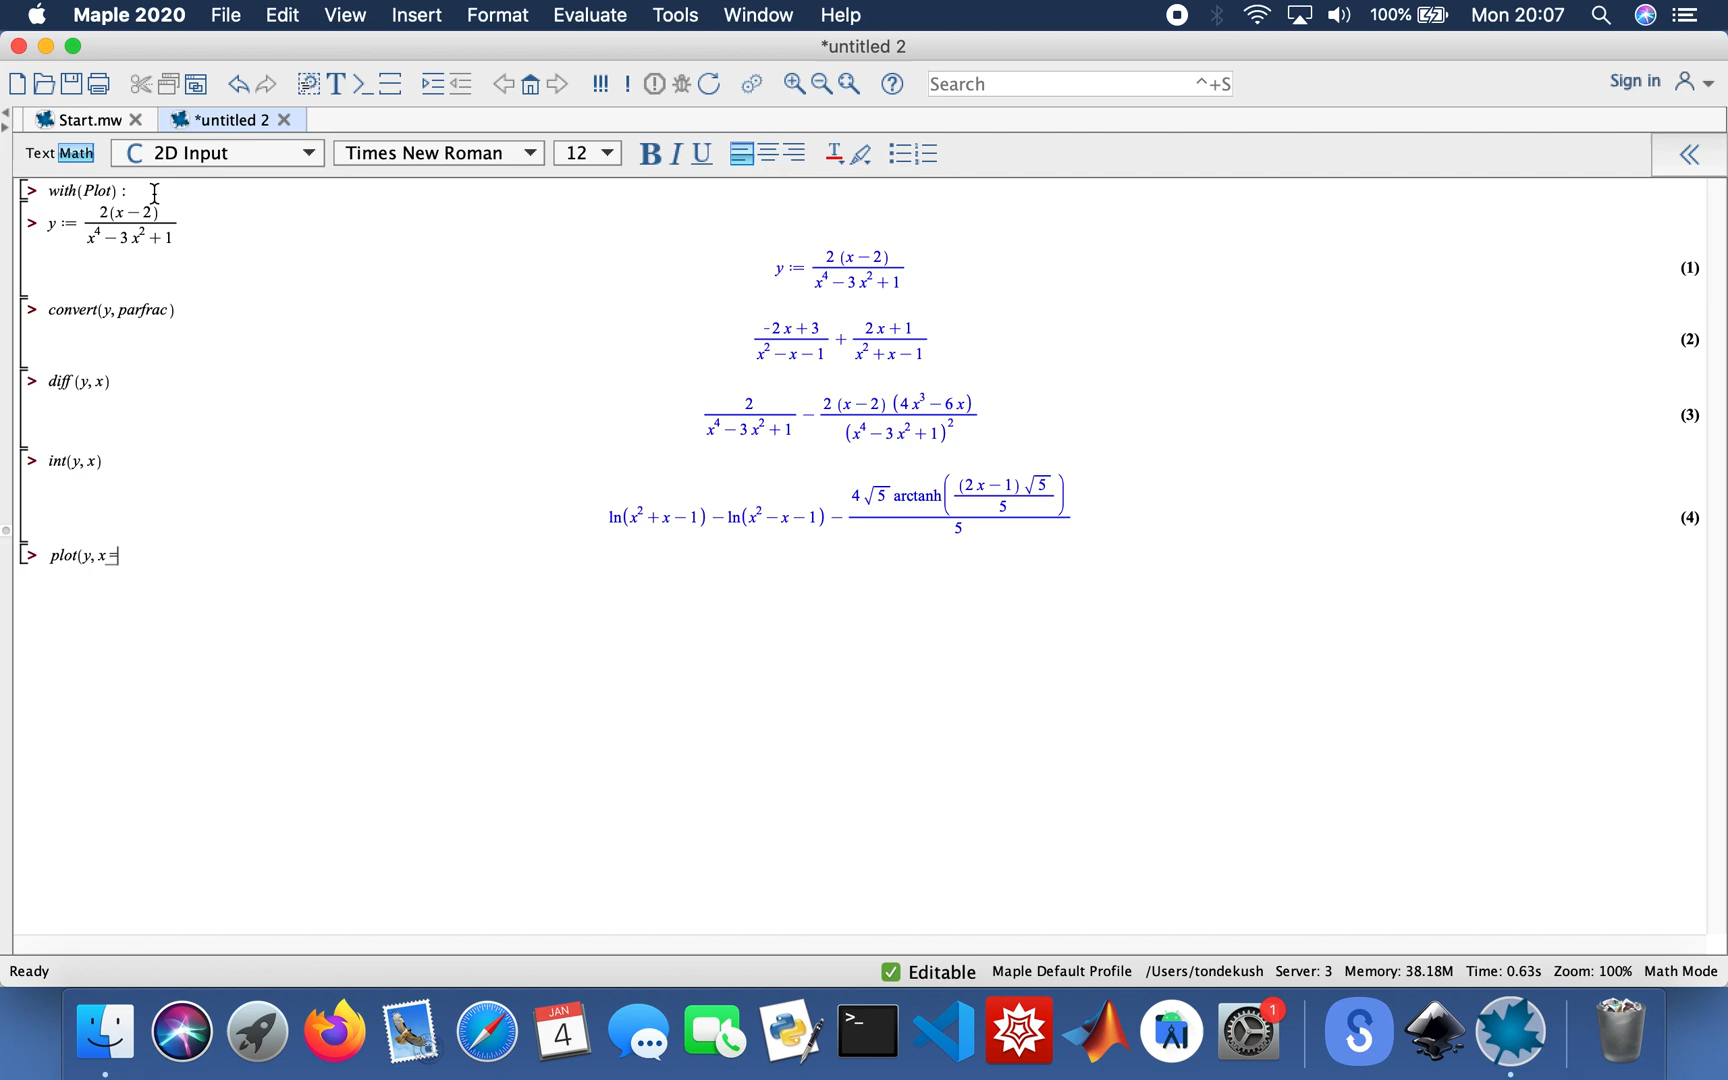 Maple 2020 File Edit View Insert Format Evaluate Tools Window Help 100% Mon 20:07
*untitled 2
Search ^+S Sign in
Start.mw *untitled 2
Text Math C 2D Input Times New Roman 12 B I U
> with(Plot) :
> y := 2(x − 2) / x^4 − 3 x^2 + 1
y := 2 (x − 2) / x^4 − 3 x^2 + 1 (1)
> convert(y, parfrac)
-2 x + 3 / x^2 − x − 1 + 2 x + 1 / x^2 + x − 1 (2)
> diff (y, x)
2 / x^4 − 3 x^2 + 1 − 2 (x − 2) (4 x^3 − 6 x) / (x^4 − 3 x^2 + 1)^2 (3)
> int(y, x)
ln(x^2 + x − 1) − ln(x^2 − x − 1) − 4 √5 arctanh((2 x − 1) √5 / 5) / 5 (4)
> plot(y, x =
Ready Editable Maple Default Profile /Users/tondekush Server: 3 Memory: 38.18M Time: 0.63s Zoom: 100% Math Mode
JAN
4
>_
1